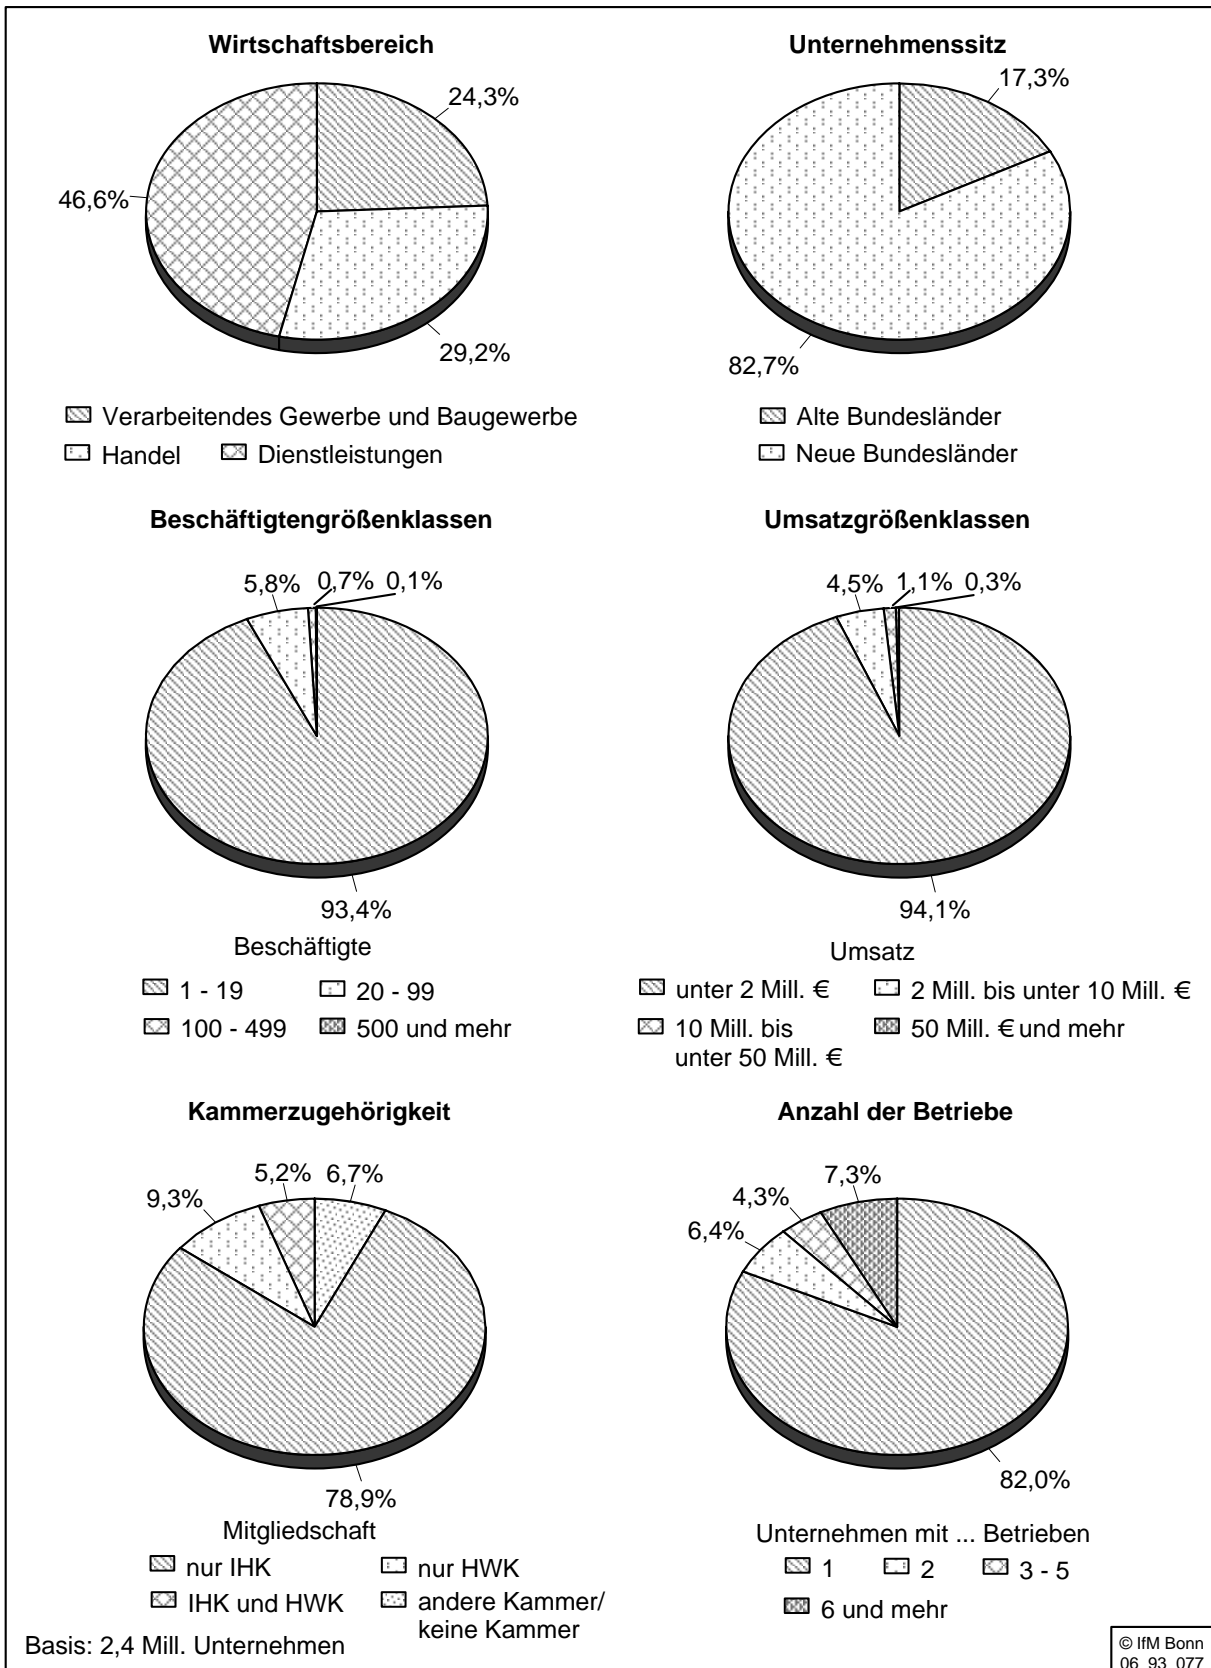 Wirtschaftsbereich
24,3%
46,6%
29,2%
Verarbeitendes Gewerbe und Baugewerbe
Handel Dienstleistungen
Unternehmenssitz
17,3%
82,7%
Alte Bundesländer
Neue Bundesländer
Beschäftigtengrößenklassen
5,8% 0,7% 0,1%
93,4%
Beschäftigte
1 - 19 20 - 99
100 - 499 500 und mehr
Umsatzgrößenklassen
4,5% 1,1% 0,3%
94,1%
Umsatz
unter 2 Mill. € 2 Mill. bis unter 10 Mill. €
10 Mill. bis 50 Mill. € und mehr
unter 50 Mill. €
Kammerzugehörigkeit
5,2% 6,7%
9,3%
78,9%
Mitgliedschaft
nur IHK nur HWK
IHK und HWK andere Kammer/
keine Kammer
Anzahl der Betriebe
7,3%
4,3%
6,4%
82,0%
Unternehmen mit ... Betrieben
1 2 3 - 5
6 und mehr
Basis: 2,4 Mill. Unternehmen
© IfM Bonn
06 93 077